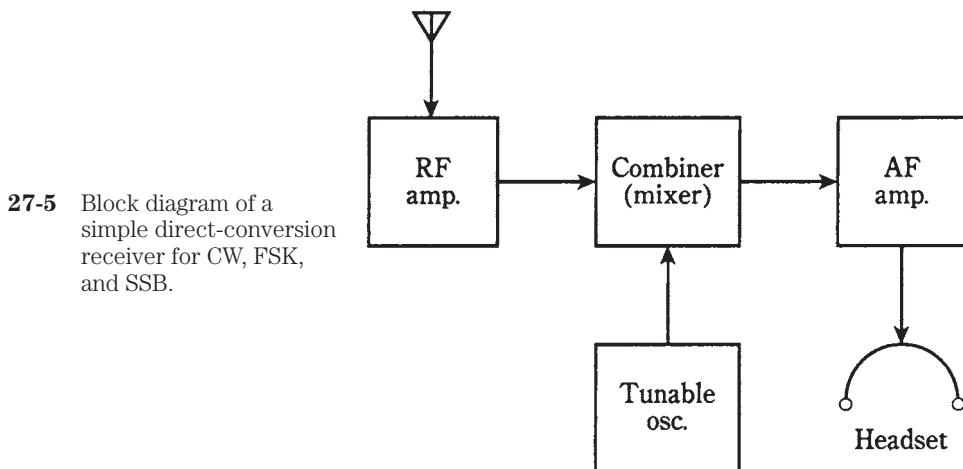 RF
amp.
Combiner
(mixer)
AF
amp.
27-5 Block diagram of a
simple direct-conversion
receiver for CW, FSK,
and SSB.
Tunable
osc.
Headset